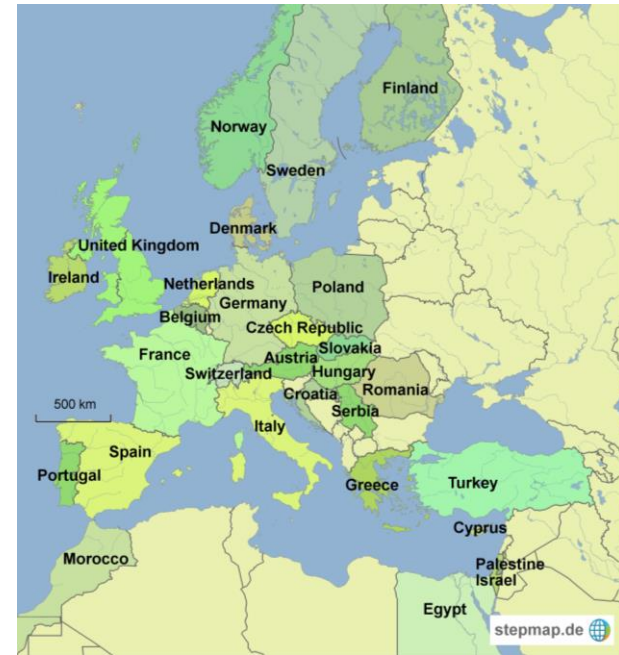 Finland
Norway
Sweden
Denmark
United Kingdom
Ireland
Netherlands
Germany
Poland
Belgium
Czech Republic
France
Slovakia
Austria
Switzerland
Hungary
Croatia
Romania
500 km
Serbia
Italy
Spain
Portugal
Greece
Turkey
Cyprus
Morocco
Palestine
Israel
Egypt
stepmap.de